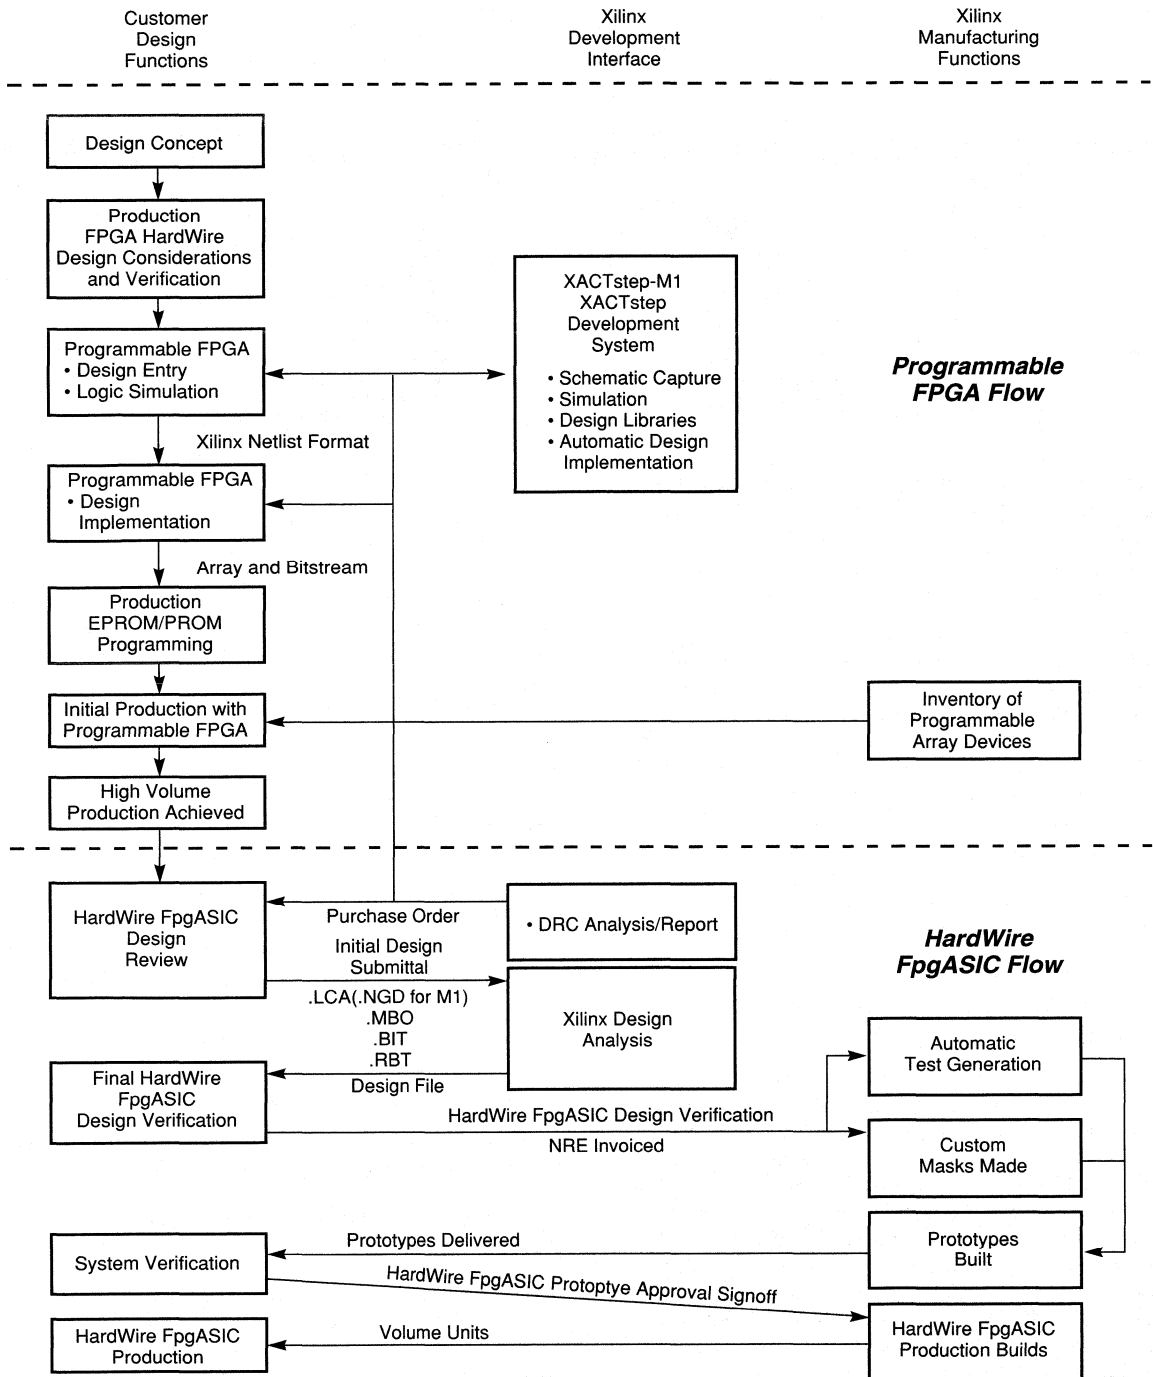 Customer
Design
Functions
Xilinx
Development
Interface
Xilinx
Manufacturing
Functions
Design Concept
Production
FPGA HardWire
Design Considerations
and Verification
Programmable FPGA
• Design Entry
• Logic Simulation
XACTstep-M1
XACTstep
Development
System
• Schematic Capture
• Simulation
• Design Libraries
• Automatic Design
Implementation
Programmable
FPGA Flow
Xilinx Netlist Format
Programmable FPGA
• Design
Implementation
Array and Bitstream
Production
EPROM/PROM
Programming
Initial Production with
Programmable FPGA
Inventory of
Programmable
Array Devices
High Volume
Production Achieved
HardWire FpgASIC
Design
Review
Purchase Order
• DRC Analysis/Report
HardWire
FpgASIC Flow
Initial Design
Submittal
.LCA(.NGD for M1)
.MBO
.BIT
.RBT
Xilinx Design
Analysis
Design File
Final HardWire
FpgASIC
Design Verification
HardWire FpgASIC Design Verification
NRE Invoiced
Automatic
Test Generation
Custom
Masks Made
Prototypes
Built
Prototypes Delivered
System Verification
HardWire FpgASIC Protoptye Approval Signoff
HardWire FpgASIC
Production Builds
Volume Units
HardWire FpgASIC
Production